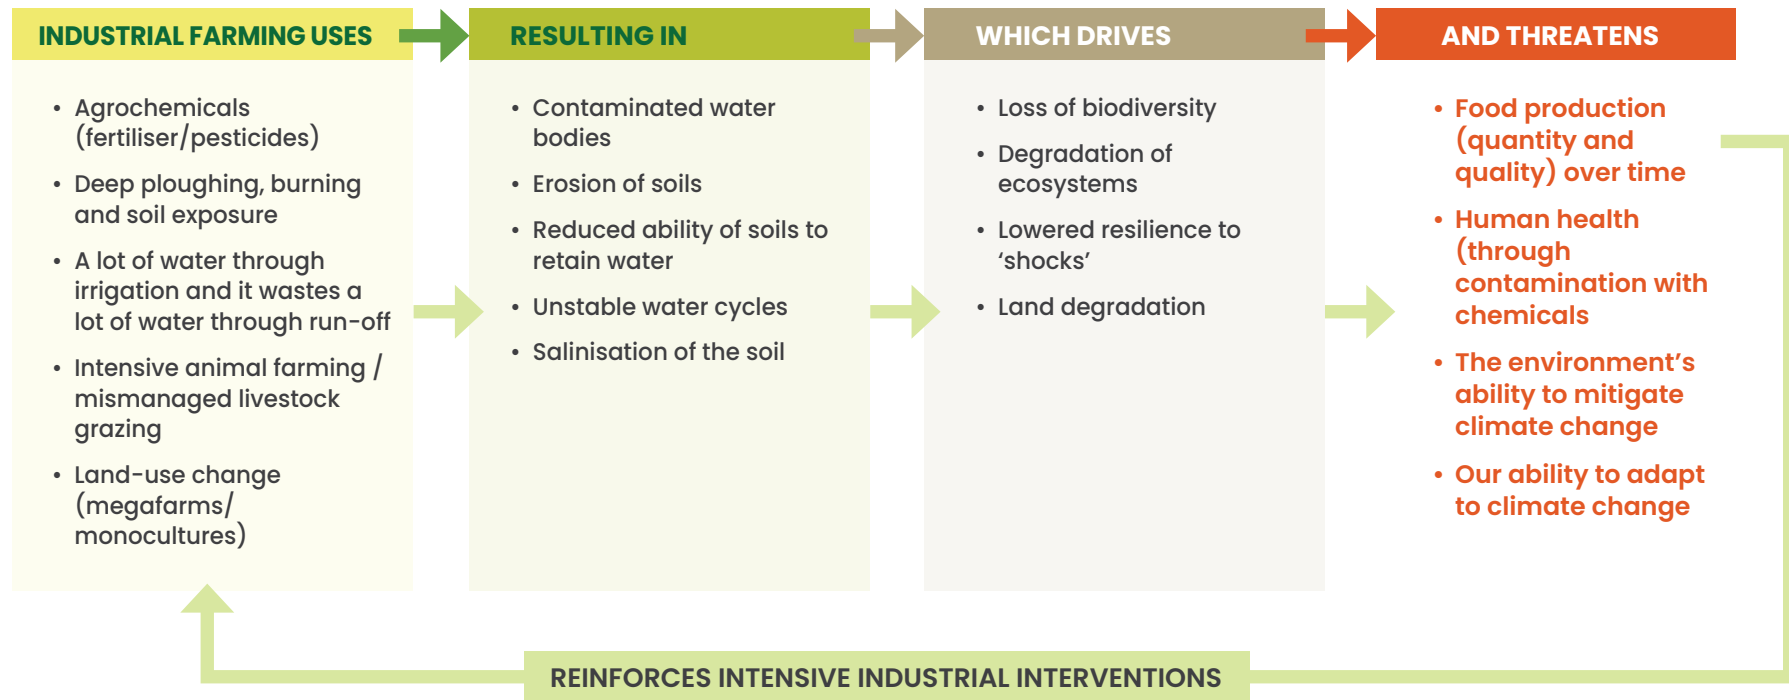 INDUSTRIAL FARMING USES
• Agrochemicals
(fertiliser/pesticides)
• Deep ploughing, burning
and soil exposure
• A lot of water through
irrigation and it wastes a
lot of water through run-off
• Intensive animal farming /
mismanaged livestock
grazing
• Land-use change
(megafarms/
monocultures)
RESULTING IN
• Contaminated water
bodies
• Erosion of soils
• Reduced ability of soils to
retain water
• Unstable water cycles
• Salinisation of the soil
WHICH DRIVES
• Loss of biodiversity
• Degradation of
ecosystems
• Lowered resilience to
‘shocks’
• Land degradation
AND THREATENS
• Food production
(quantity and
quality) over time
• Human health
(through
contamination with
chemicals
• The environment’s
ability to mitigate
climate change
• Our ability to adapt
to climate change
REINFORCES INTENSIVE INDUSTRIAL INTERVENTIONS